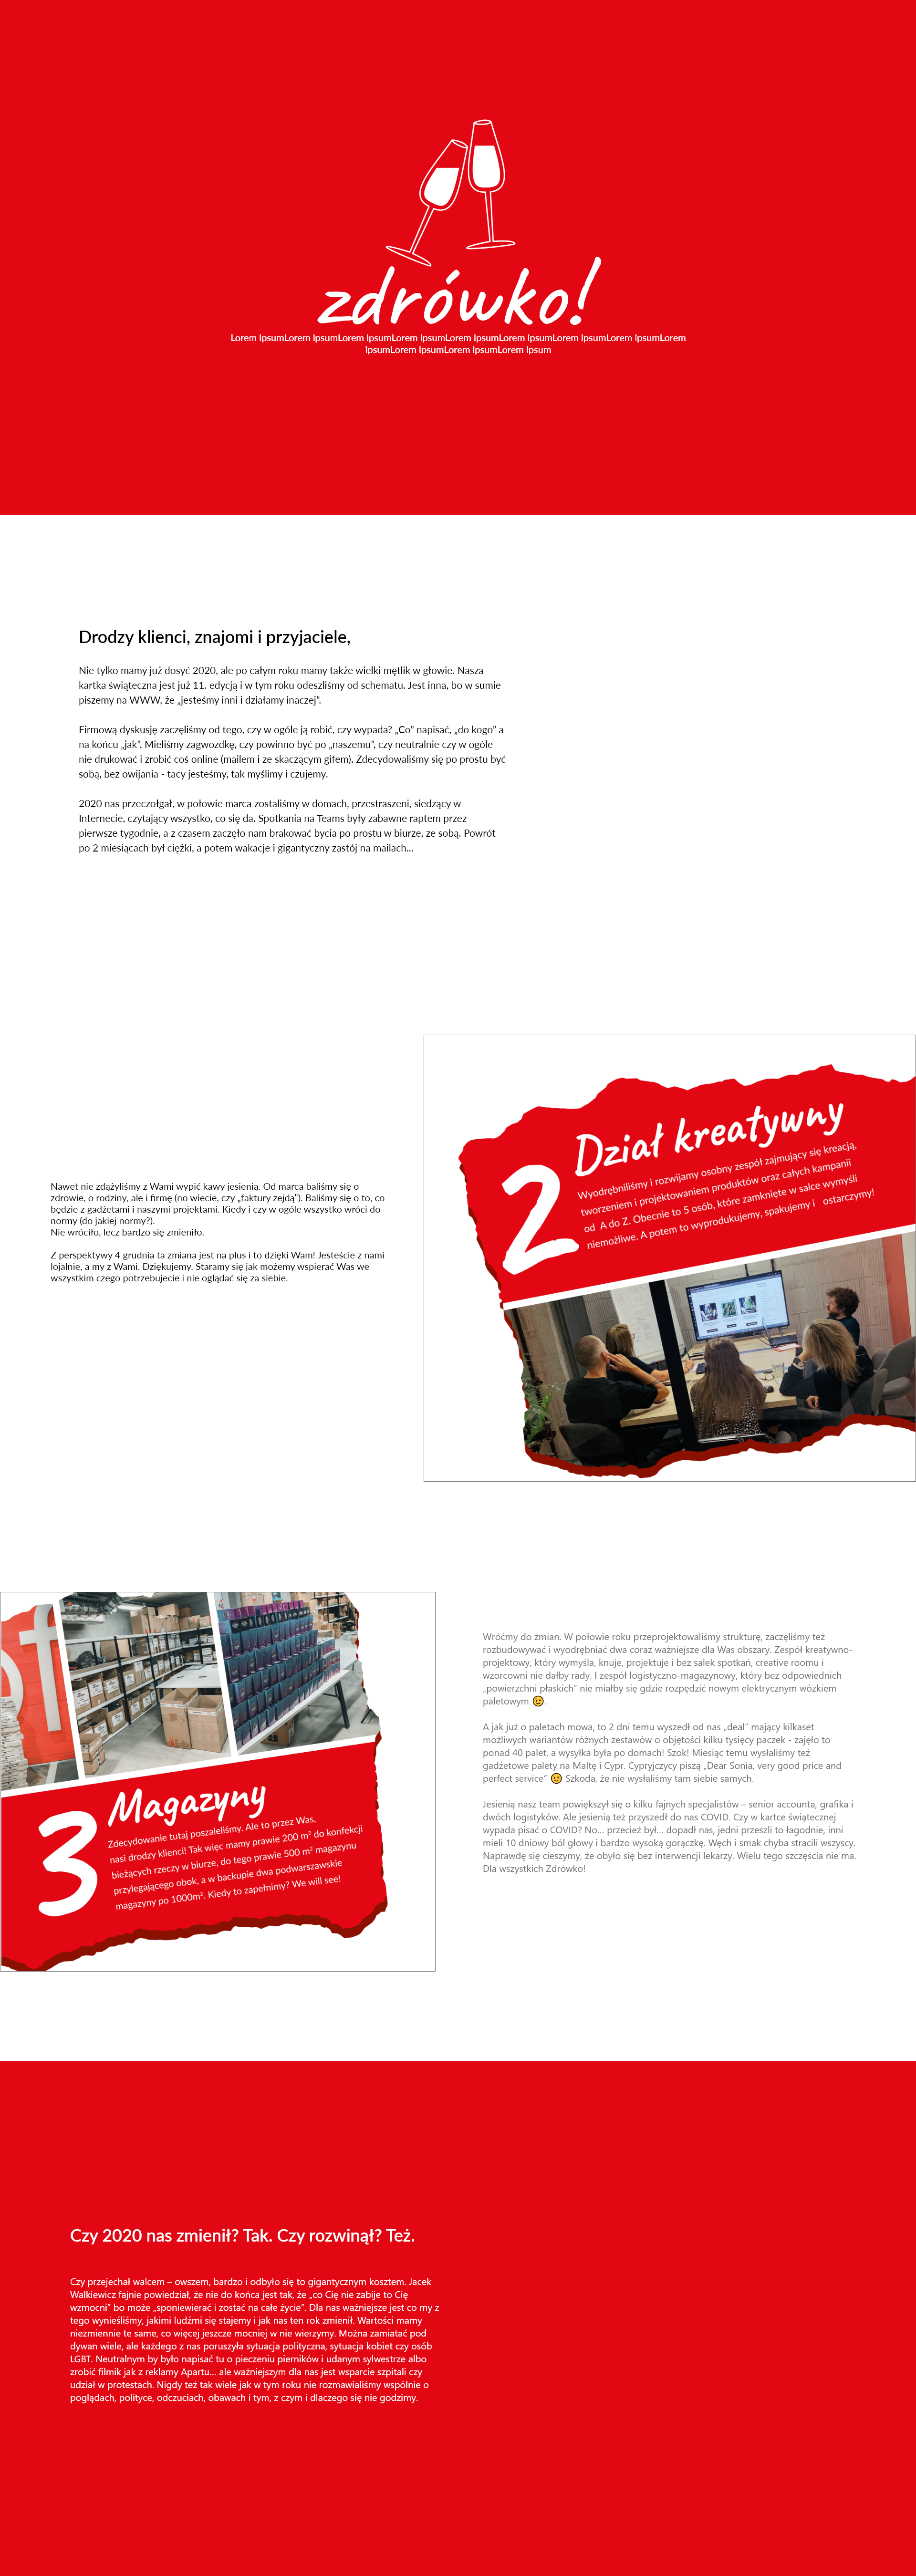 zdrówko!
Lorem ipsumLorem ipsumLorem ipsumLorem ipsumLorem ipsumLorem ipsumLorem ipsumLorem ipsumLorem
ipsumLorem ipsumLorem ipsumLorem ipsum
Drodzy klienci, znajomi i przyjaciele,
Nie tylko mamy już dosyć 2020, ale po całym roku mamy także wielki mętlik w głowie. Nasza
kartka świąteczna jest już 11. edycją i w tym roku odeszliśmy od schematu. Jest inna, bo w sumie
piszemy na WWW, że „jesteśmy inni i działamy inaczej”.
Firmową dyskusję zaczęliśmy od tego, czy w ogóle ją robić, czy wypada? „Co” napisać, „do kogo” a
na końcu „jak”. Mieliśmy zagwozdkę, czy powinno być po „naszemu”, czy neutralnie czy w ogóle
nie drukować i zrobić coś online (mailem i ze skaczącym gifem). Zdecydowaliśmy się po prostu być
sobą, bez owijania - tacy jesteśmy, tak myślimy i czujemy.
2020 nas przeczołgał, w połowie marca zostaliśmy w domach, przestraszeni, siedzący w
Internecie, czytający wszystko, co się da. Spotkania na Teams były zabawne raptem przez
pierwsze tygodnie, a z czasem zaczęło nam brakować bycia po prostu w biurze, ze sobą. Powrót
po 2 miesiącach był ciężki, a potem wakacje i gigantyczny zastój na mailach...
Nawet nie zdążyliśmy z Wami wypić kawy jesienią. Od marca baliśmy się o
zdrowie, o rodziny, ale i firmę (no wiecie, czy „faktury zejdą”). Baliśmy się o to, co
będzie z gadżetami i naszymi projektami. Kiedy i czy w ogóle wszystko wróci do
normy (do jakiej normy?).
Nie wróciło, lecz bardzo się zmieniło.
Z perspektywy 4 grudnia ta zmiana jest na plus i to dzięki Wam! Jesteście z nami
lojalnie, a my z Wami. Dziękujemy. Staramy się jak możemy wspierać Was we
wszystkim czego potrzebujecie i nie oglądać się za siebie.
2
Dział kreatywny
Wyodrębniliśmy i rozwijamy osobny zespół zajmujący się kreacją,
tworzeniem i projektowaniem produktów oraz całych kampanii
od A do Z. Obecnie to 5 osób, które zamknięte w salce wymyśli
niemożliwe. A potem to wyprodukujemy, spakujemy i ostarczymy!
ef
3
Magazyny
Zdecydowanie tutaj poszaleliśmy. Ale to przez Was,
nasi drodzy klienci! Tak więc mamy prawie 200 m² do konfekcji
bieżących rzeczy w biurze, do tego prawie 500 m² magazynu
przylegającego obok, a w backupie dwa podwarszawskie
magazyny po 1000m². Kiedy to zapełnimy? We will see!
Wróćmy do zmian. W połowie roku przeprojektowaliśmy strukturę, zaczęliśmy też
rozbudowywać i wyodrębniać dwa coraz ważniejsze dla Was obszary. Zespół kreatywno-
projektowy, który wymyśla, knuje, projektuje i bez salek spotkań, creative roomu i
wzorcowni nie dałby rady. I zespół logistyczno-magazynowy, który bez odpowiednich
„powierzchni płaskich” nie miałby się gdzie rozpędzić nowym elektrycznym wózkiem
paletowym 😉.
A jak już o paletach mowa, to 2 dni temu wyszedł od nas „deal” mający kilkaset
możliwych wariantów różnych zestawów o objętości kilku tysięcy paczek - zajęło to
ponad 40 palet, a wysyłka była po domach! Szok! Miesiąc temu wysłaliśmy też
gadżetowe palety na Maltę i Cypr. Cypryjczycy piszą „Dear Sonia, very good price and
perfect service” 😉 Szkoda, że nie wysłaliśmy tam siebie samych.
Jesienią nasz team powiększył się o kilku fajnych specjalistów – senior accounta, grafika i
dwóch logistyków. Ale jesienią też przyszedł do nas COVID. Czy w kartce świątecznej
wypada pisać o COVID? No... przecież był... dopadł nas, jedni przeszli to łagodnie, inni
mieli 10 dniowy ból głowy i bardzo wysoką gorączkę. Węch i smak chyba stracili wszyscy.
Naprawdę się cieszymy, że obyło się bez interwencji lekarzy. Wielu tego szczęścia nie ma.
Dla wszystkich Zdrówko!
Czy 2020 nas zmienił? Tak. Czy rozwinął? Też.
Czy przejechał walcem – owszem, bardzo i odbyło się to gigantycznym kosztem. Jacek
Walkiewicz fajnie powiedział, że nie do końca jest tak, że „co Cię nie zabije to Cię
wzmocni” bo może „sponiewierać i zostać na całe życie”. Dla nas ważniejsze jest co my z
tego wynieśliśmy, jakimi ludźmi się stajemy i jak nas ten rok zmienił. Wartości mamy
niezmiennie te same, co więcej jeszcze mocniej w nie wierzymy. Można zamiatać pod
dywan wiele, ale każdego z nas poruszyła sytuacja polityczna, sytuacja kobiet czy osób
LGBT. Neutralnym by było napisać tu o pieczeniu pierników i udanym sylwestrze albo
zrobić filmik jak z reklamy Apartu... ale ważniejszym dla nas jest wsparcie szpitali czy
udział w protestach. Nigdy też tak wiele jak w tym roku nie rozmawialiśmy wspólnie o
poglądach, polityce, odczuciach, obawach i tym, z czym i dlaczego się nie godzimy.